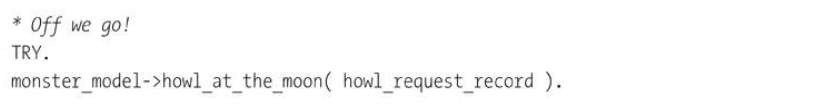 * Off we go!
TRY.
monster_model->howl_at_the_moon( howl_request_record ).